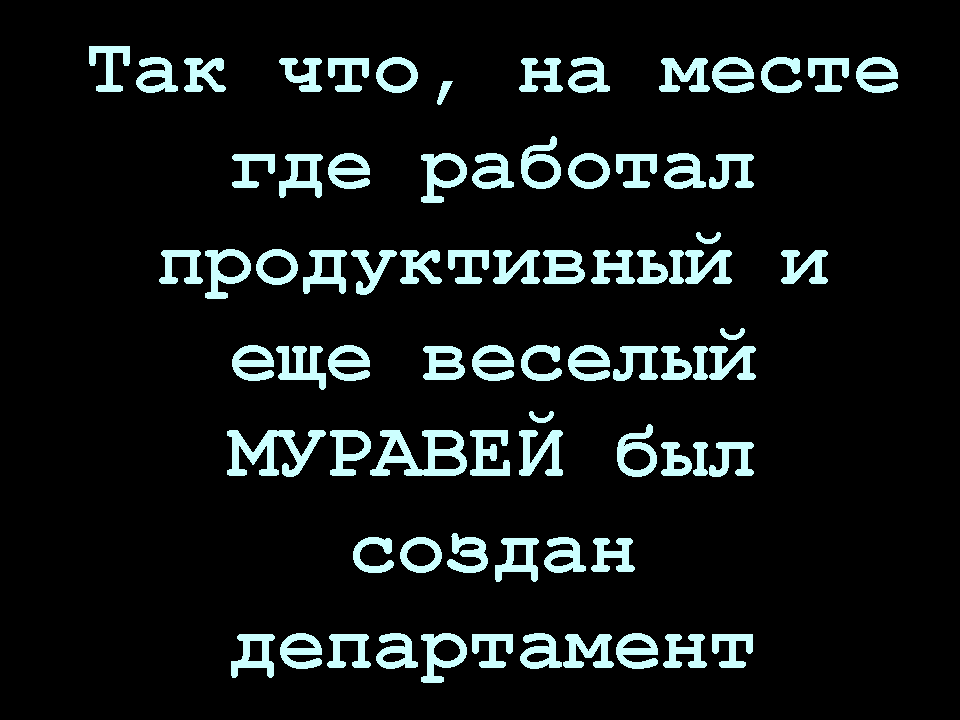 Так что, на месте
где работал
продуктивный и
еще веселый
МУРАВЕЙ был
создан
департамент